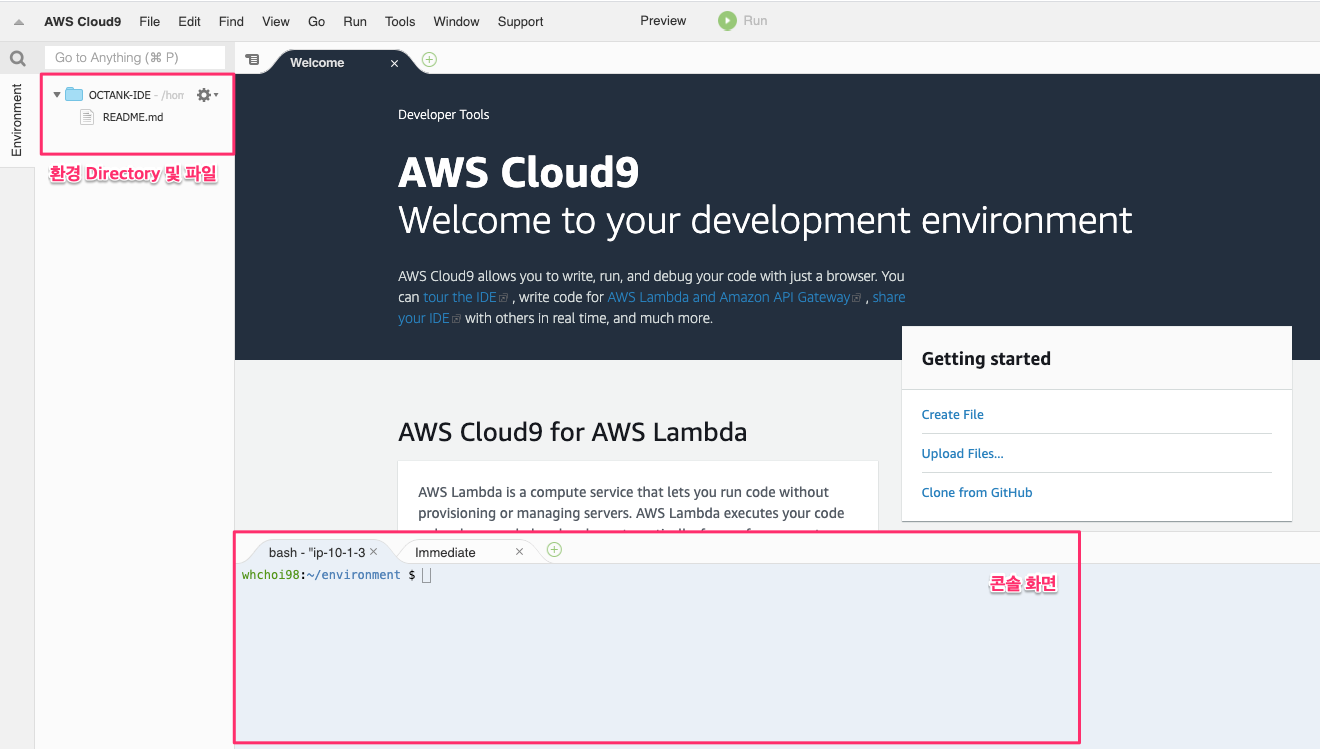 AWS Cloud9 File Edit Find View Go Run Tools Window Support Preview Run
Go to Anything (⌘ P)
Welcome
Environment
OCTANK-IDE - /hom
README.md
환경 Directory 및 파일
Developer Tools
AWS Cloud9
Welcome to your development environment
AWS Cloud9 allows you to write, run, and debug your code with just a browser. You
can tour the IDE , write code for AWS Lambda and Amazon API Gateway , share
your IDE with others in real time, and much more.
Getting started
Create File
Upload Files...
Clone from GitHub
AWS Cloud9 for AWS Lambda
AWS Lambda is a compute service that lets you run code without
provisioning or managing servers. AWS Lambda executes your code
bash - "ip-10-1-3 Immediate
whchoi98:~/environment $
콘솔 화면